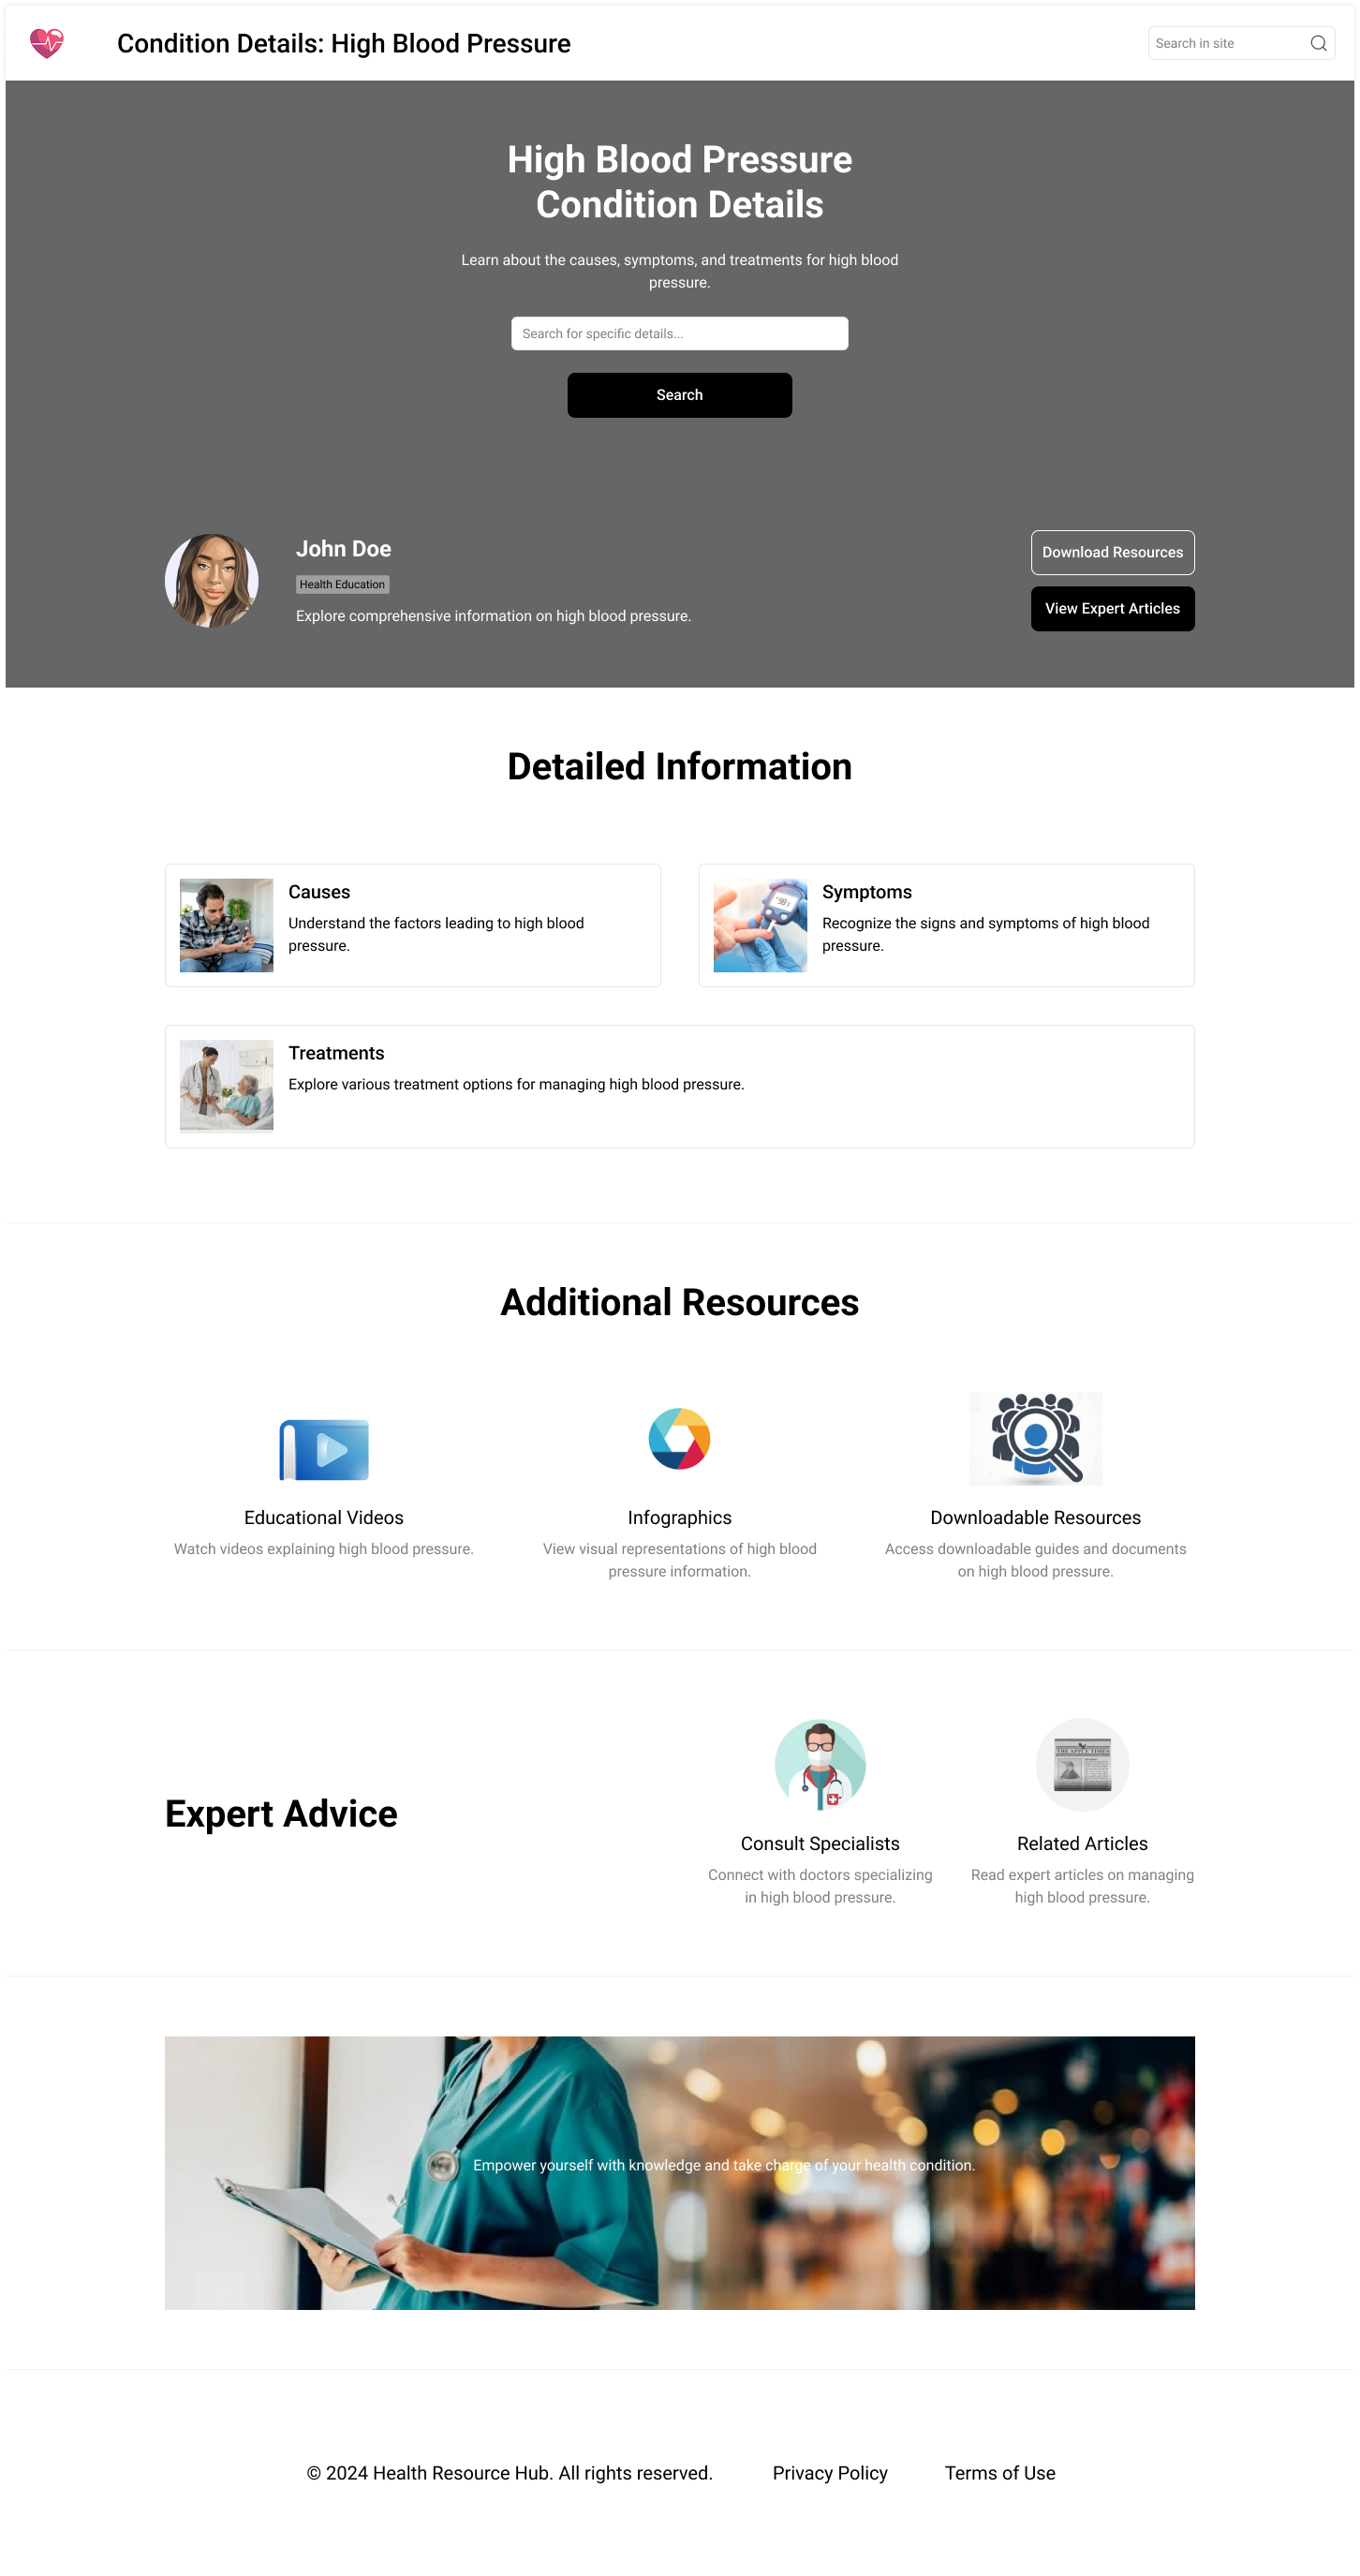 Condition Details: High Blood Pressure
Search in site
High Blood Pressure
Condition Details
Learn about the causes, symptoms, and treatments for high blood
pressure.
Search for specific details...
Search
John Doe
Health Education
Explore comprehensive information on high blood pressure.
Download Resources
View Expert Articles
Detailed Information
Causes
Understand the factors leading to high blood
pressure.
Symptoms
Recognize the signs and symptoms of high blood
pressure.
Treatments
Explore various treatment options for managing high blood pressure.
Additional Resources
Educational Videos
Watch videos explaining high blood pressure.
Infographics
View visual representations of high blood
pressure information.
Downloadable Resources
Access downloadable guides and documents
on high blood pressure.
Expert Advice
Consult Specialists
Connect with doctors specializing
in high blood pressure.
THE APPLE TIMES
Related Articles
Read expert articles on managing
high blood pressure.
Empower yourself with knowledge and take charge of your health condition.
© 2024 Health Resource Hub. All rights reserved.
Privacy Policy
Terms of Use